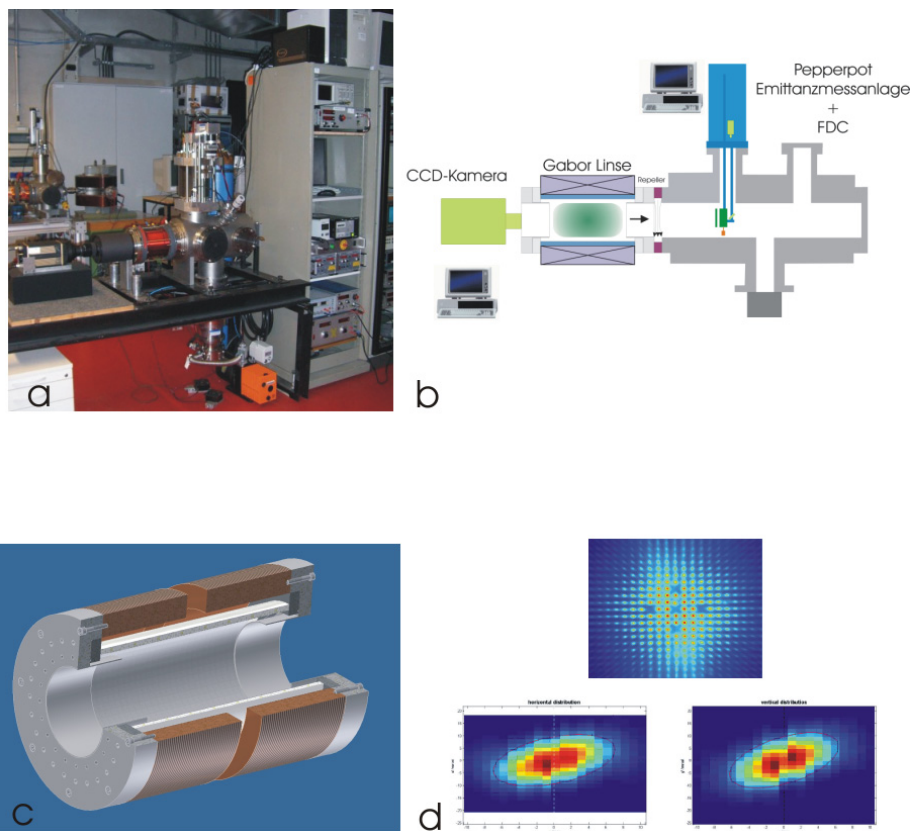 a
CCD-Kamera
Gabor Linse
Repeller
Pepperpot
Emittanzmessanlage
+
FDC
b
c
horizontal distribution
vertical distribution
d